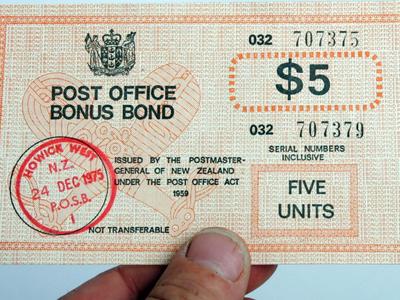 032 707375
POST OFFICE
BONUS BOND
$5
032 707379
SERIAL NUMBERS
INCLUSIVE
HOWICK WEST
N.Z.
24 DEC 1975
P.O.S.B.
1
ISSUED BY THE POSTMASTER-
GENERAL OF NEW ZEALAND
UNDER THE POST OFFICE ACT
1959
FIVE
UNITS
NOT TRANSFERABLE